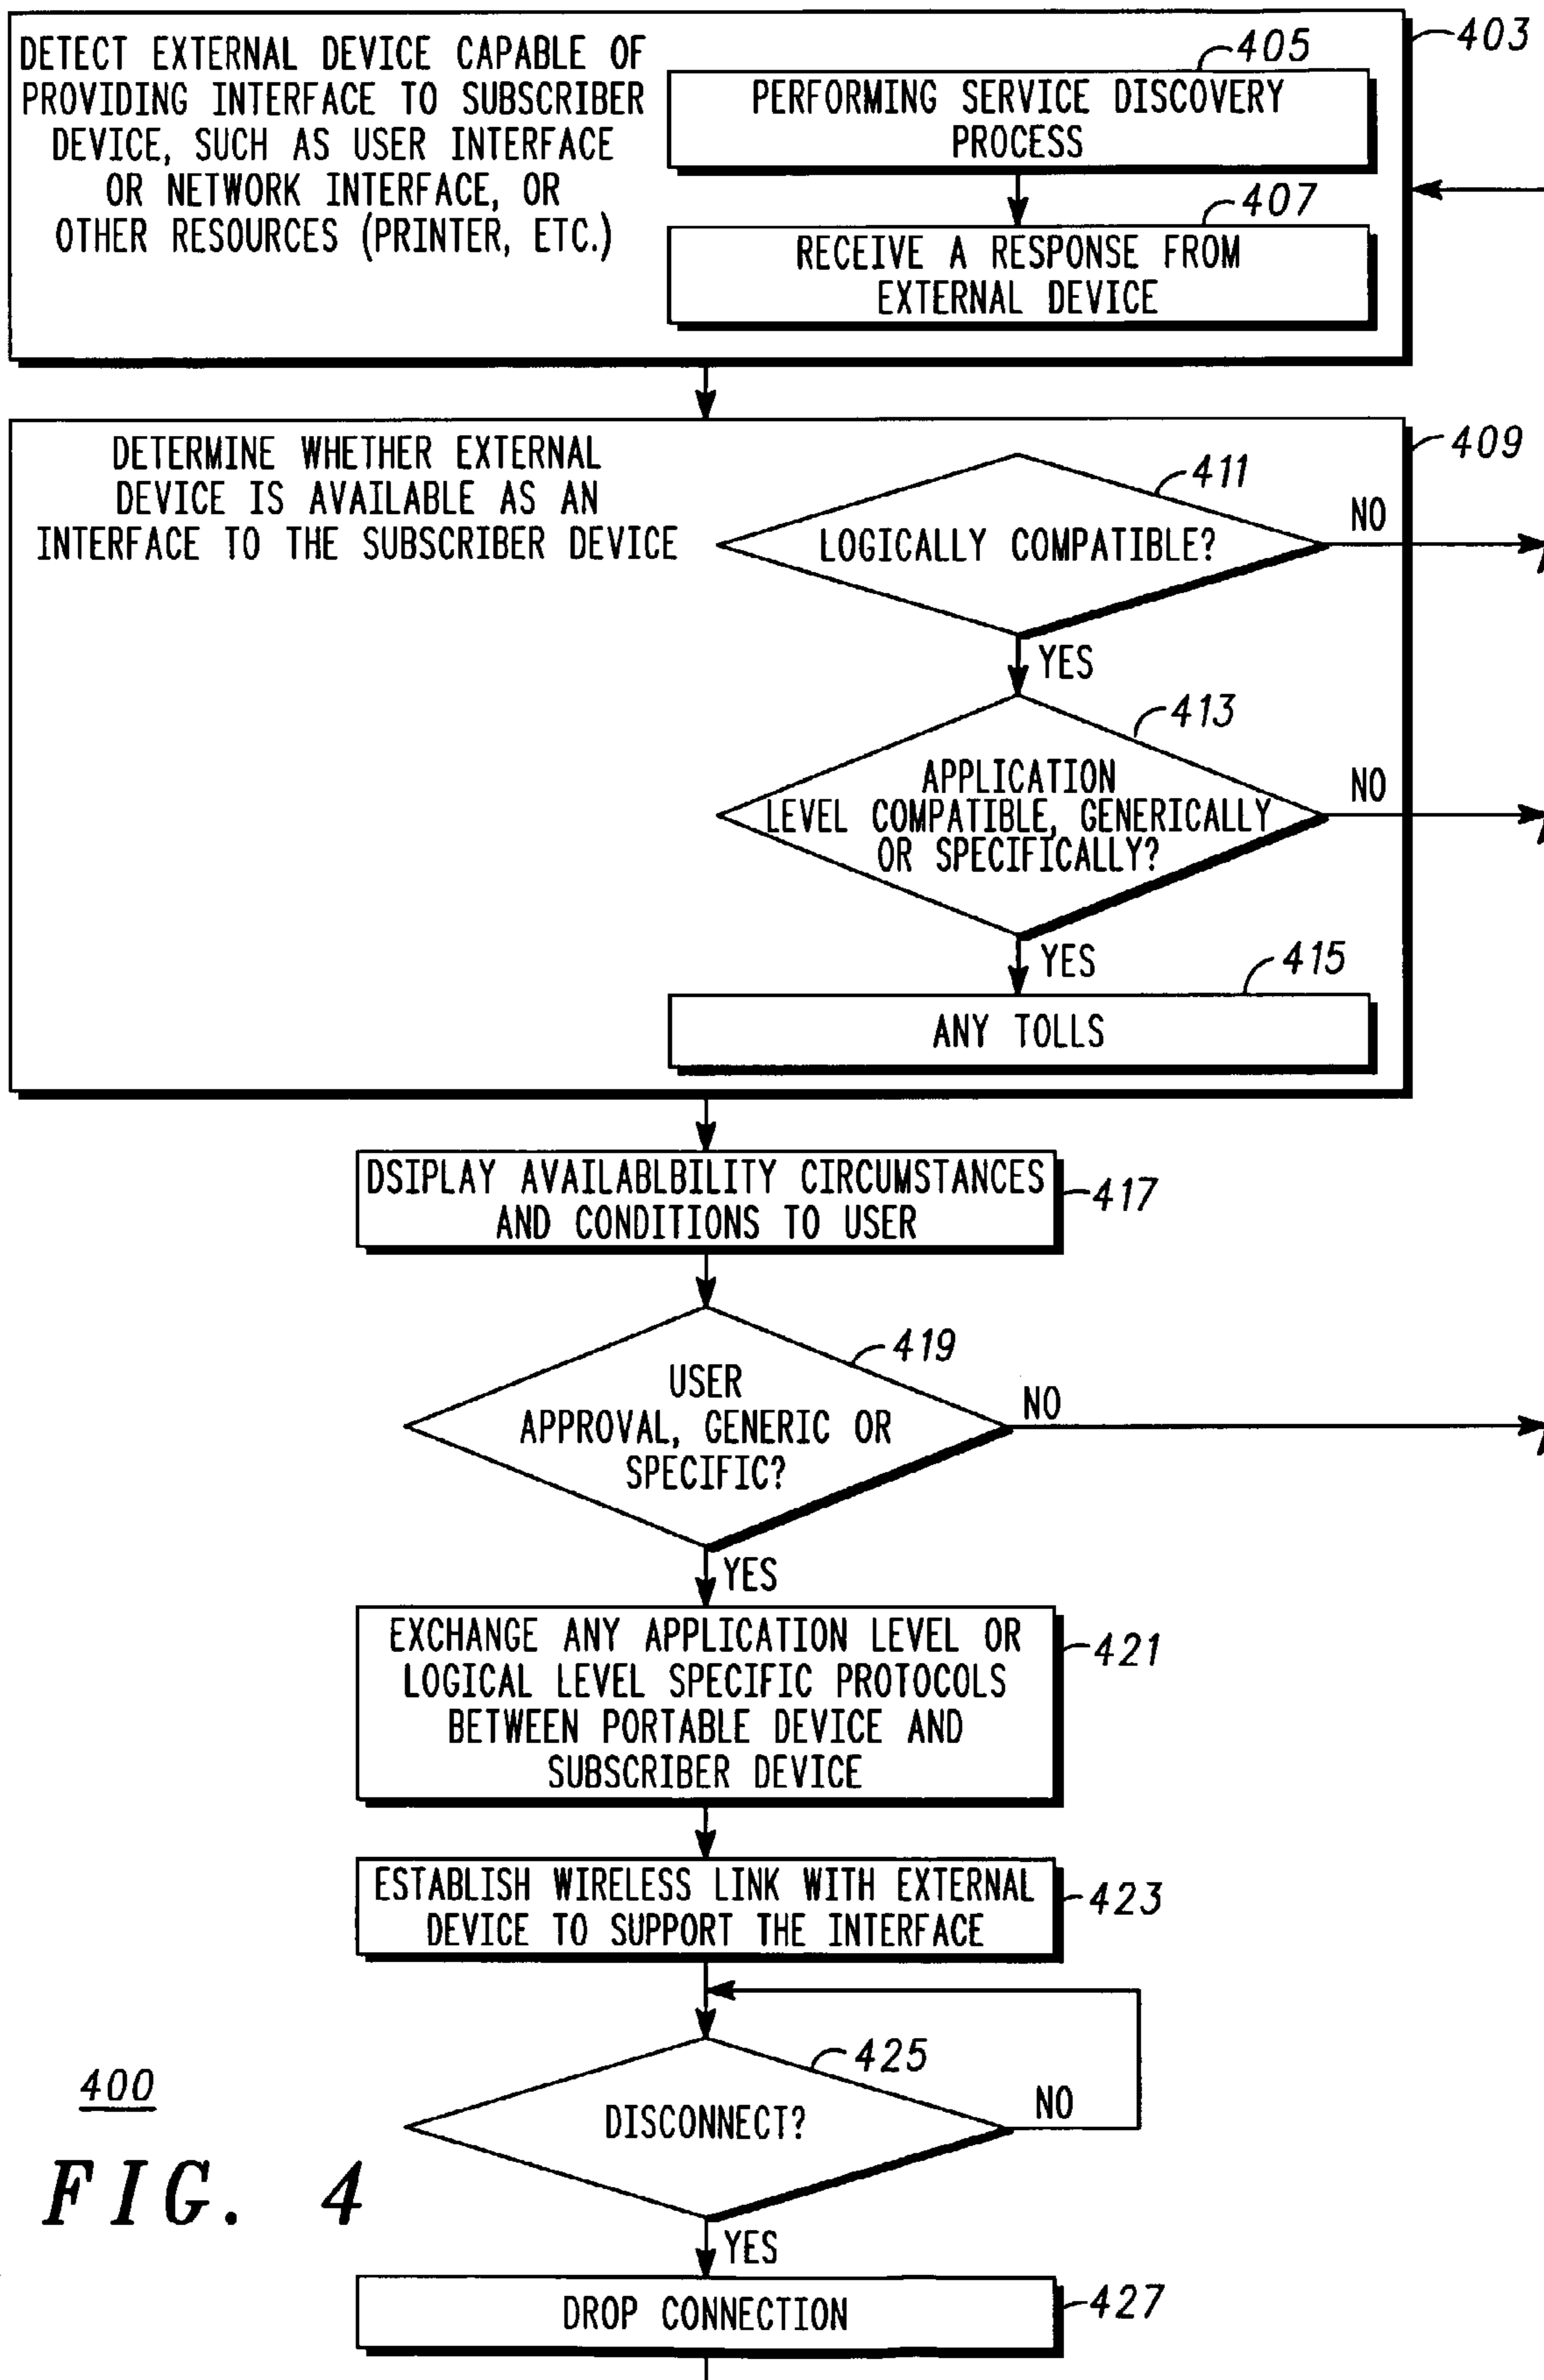 DETECT EXTERNAL DEVICE CAPABLE OF
PROVIDING INTERFACE TO SUBSCRIBER
DEVICE, SUCH AS USER INTERFACE
OR NETWORK INTERFACE, OR
OTHER RESOURCES (PRINTER, ETC.)
403
405
PERFORMING SERVICE DISCOVERY
PROCESS
407
RECEIVE A RESPONSE FROM
EXTERNAL DEVICE
DETERMINE WHETHER EXTERNAL
DEVICE IS AVAILABLE AS AN
INTERFACE TO THE SUBSCRIBER DEVICE
409
411
LOGICALLY COMPATIBLE?
NO
YES
413
APPLICATION
LEVEL COMPATIBLE, GENERICALLY
OR SPECIFICALLY?
NO
YES
415
ANY TOLLS
DSIPLAY AVAILABLBILITY CIRCUMSTANCES
AND CONDITIONS TO USER
417
419
USER
APPROVAL, GENERIC OR
SPECIFIC?
NO
YES
EXCHANGE ANY APPLICATION LEVEL OR
LOGICAL LEVEL SPECIFIC PROTOCOLS
BETWEEN PORTABLE DEVICE AND
SUBSCRIBER DEVICE
421
ESTABLISH WIRELESS LINK WITH EXTERNAL
DEVICE TO SUPPORT THE INTERFACE
423
425
DISCONNECT?
NO
YES
DROP CONNECTION
427
400
FIG. 4